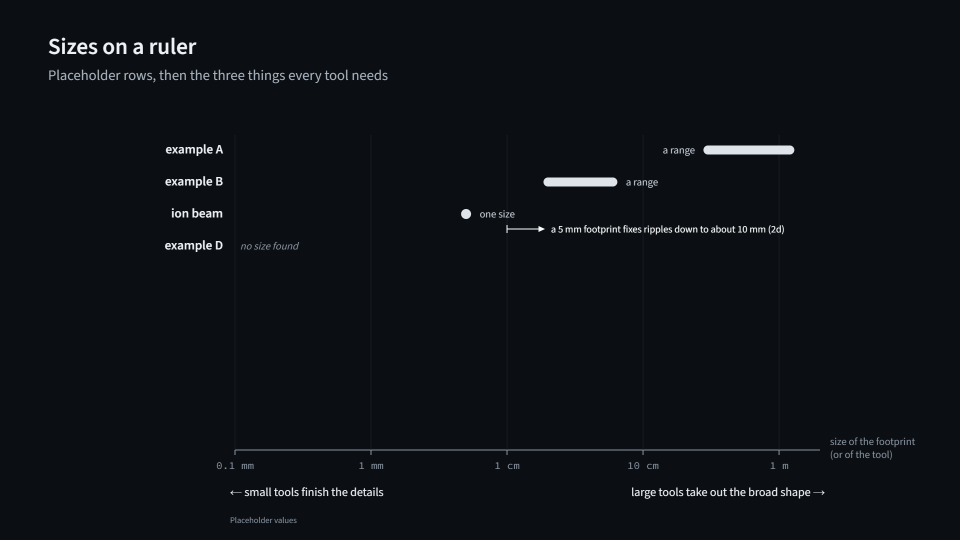 Sizes on a ruler
Placeholder rows, then the three things every tool needs
example A
a range
example B
a range
ion beam
one size
a 5 mm footprint fixes ripples down to about 10 mm (2d)
example D
no size found
size of the footprint
(or of the tool)
0.1 mm
1 mm
1 cm
10 cm
1 m
← small tools finish the details
large tools take out the broad shape →
Placeholder values